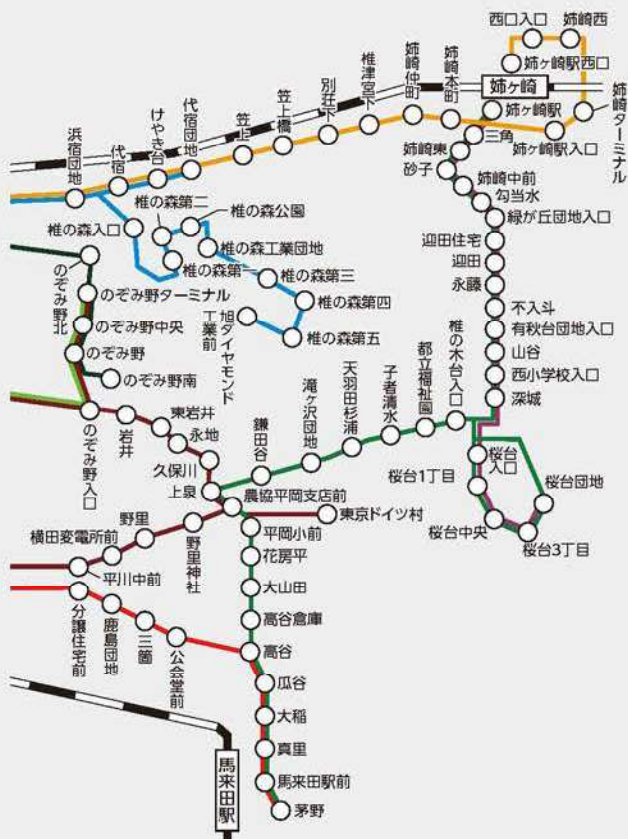 西口入口
姉崎西
姉ヶ崎駅西口
姉ヶ崎
姉崎ターミナル
姉ヶ崎駅
姉ヶ崎駅入口
三角
姉崎本町
姉崎仲町
椎津宮下
別荘下
笠上橋
笠上
代宿団地
けやき台
代宿
浜宿団地
姉崎東
砂子
姉崎中前
勾当水
緑が丘団地入口
迎田住宅
迎田
永藤
不入斗
有秋台団地入口
山谷
西小学校入口
深城
椎の森入口
椎の森第二
椎の森公園
椎の森工業団地
椎の森第一
椎の森第三
椎の森第四
椎の森第五
旭ダイヤモンド
工業前
のぞみ野北
のぞみ野ターミナル
のぞみ野中央
のぞみ野
のぞみ野南
のぞみ野入口
岩井
東岩井
永地
久保川
上泉
鎌田谷
滝ヶ沢団地
天羽田杉浦
子者清水
都立福祉園
椎の木台入口
桜台
入口
桜台1丁目
桜台中央
桜台3丁目
桜台団地
農協平岡支店前
東京ドイツ村
野里神社
野里
横田変電所前
平川中前
平岡小前
花房平
大山田
高谷倉庫
高谷
分譲住宅前
鹿島団地
三箇
公会堂前
瓜谷
大稲
真里
馬来田駅前
茅野
馬来田駅